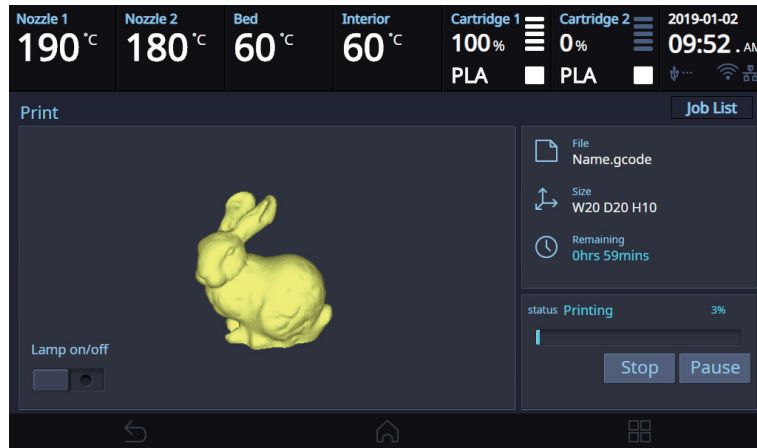 Nozzle 1
190 °C
Nozzle 2
180 °C
Bed
60 °C
Interior
60 °C
Cartridge 1
100 %
PLA
Cartridge 2
0 %
PLA
2019-01-02
09:52 . AM
Print
Job List
File
Name.gcode
Size
W20 D20 H10
Remaining
0hrs 59mins
status Printing 3%
Lamp on/off
Stop Pause